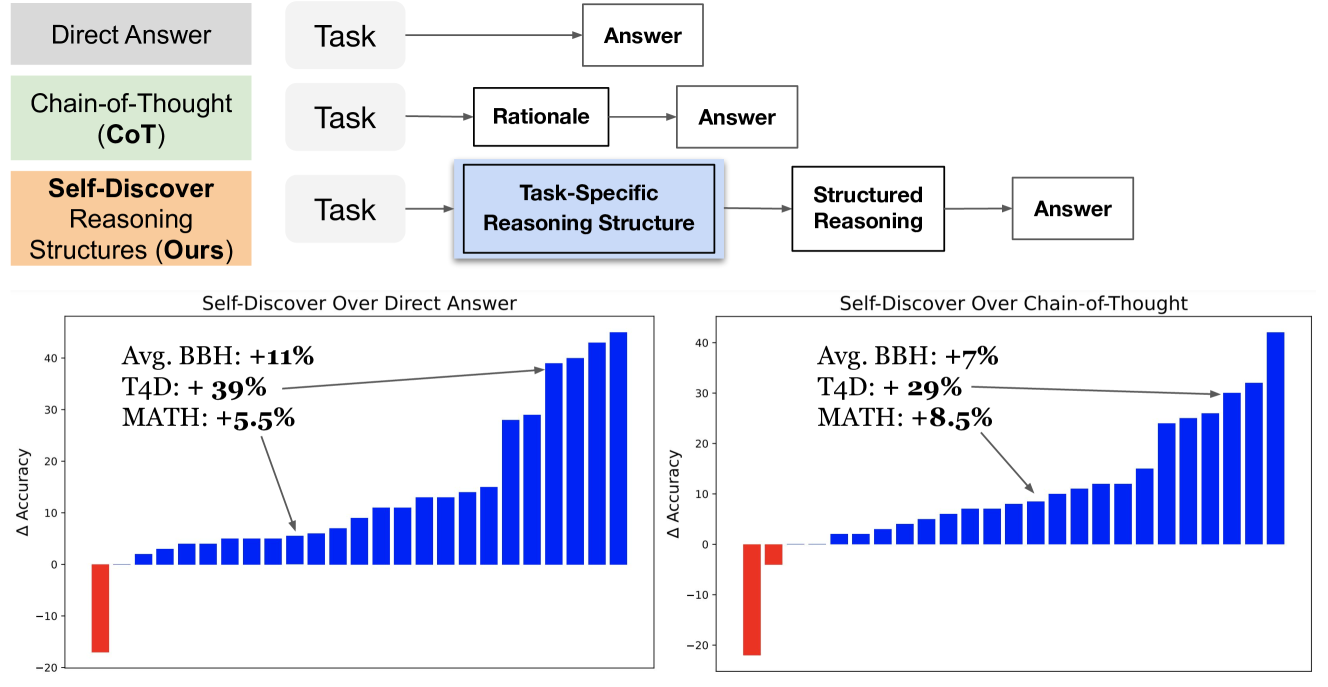 Direct Answer
Task
Answer
Chain-of-Thought
(CoT)
Task
Rationale
Answer
Self-Discover
Reasoning
Structures (Ours)
Task
Task-Specific
Reasoning Structure
Structured
Reasoning
Answer
Self-Discover Over Direct Answer
Avg. BBH: +11%
T4D: + 39%
MATH: +5.5%
Δ Accuracy
40
30
20
10
0
−10
−20
Self-Discover Over Chain-of-Thought
Avg. BBH: +7%
T4D: + 29%
MATH: +8.5%
Δ Accuracy
40
30
20
10
0
−10
−20